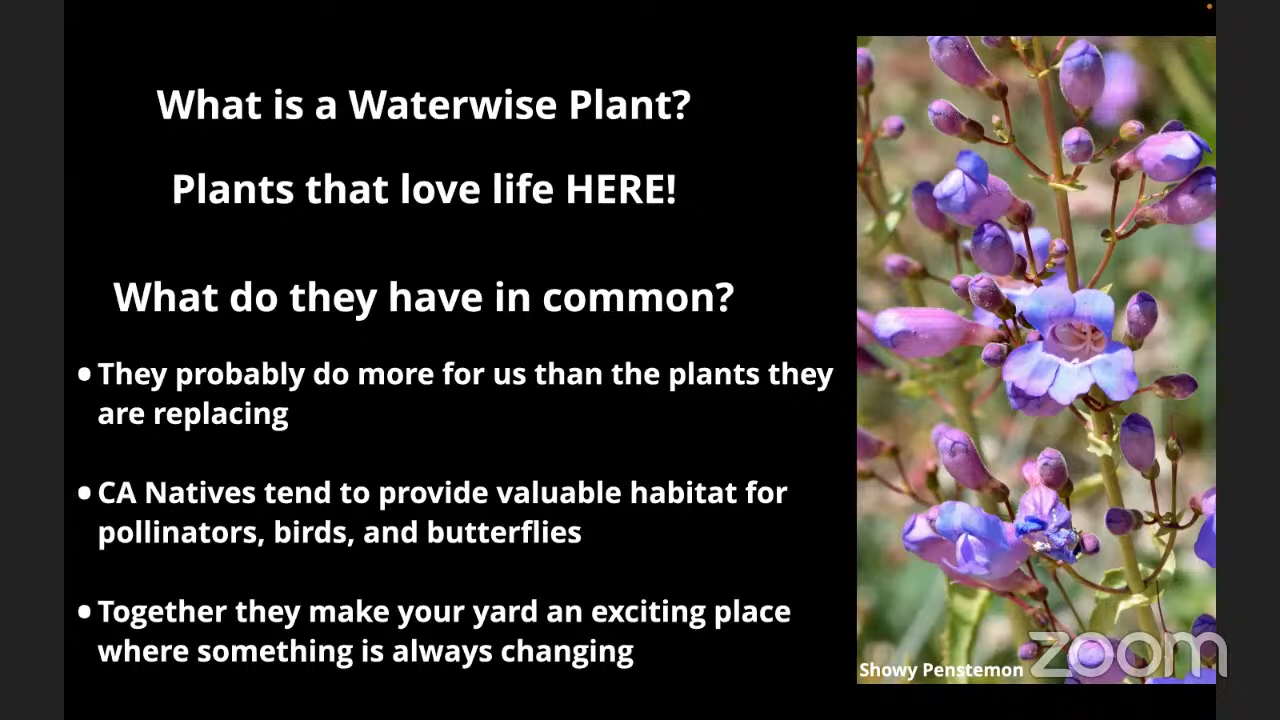 What is a Waterwise Plant?
Plants that love life HERE!
What do they have in common?
• They probably do more for us than the plants they
are replacing
• CA Natives tend to provide valuable habitat for
pollinators, birds, and butterflies
• Together they make your yard an exciting place
where something is always changing
Showy Penstemon
zoom